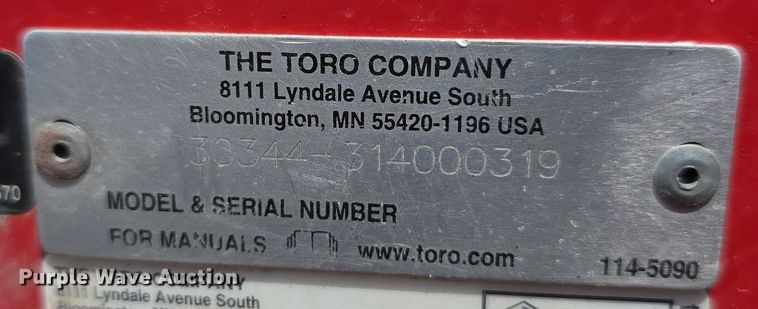 THE TORO COMPANY
8111 Lyndale Avenue South
Bloomington, MN 55420-1196 USA
30344-314000319
MODEL & SERIAL NUMBER
FOR MANUALS www.toro.com
114-5090
670
Purple Wave Auction
8111 Lyndale Avenue South